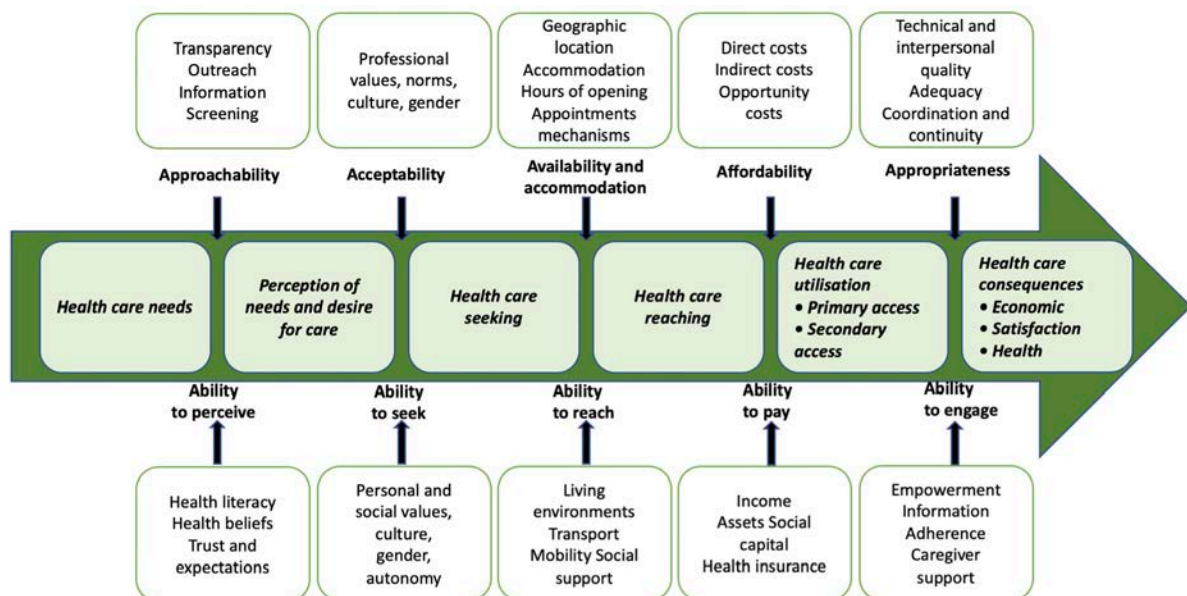 Transparency
Outreach
Information
Screening
Professional
values, norms,
culture, gender
Geographic
location
Accommodation
Hours of opening
Appointments
mechanisms
Direct costs
Indirect costs
Opportunity
costs
Technical and
interpersonal
quality
Adequacy
Coordination and
continuity
Approachability
Acceptability
Availability and
accommodation
Affordability
Appropriateness
Health care needs
Perception of
needs and desire
for care
Health care
seeking
Health care
reaching
Health care
utilisation
• Primary access
• Secondary
access
Health care
consequences
• Economic
• Satisfaction
• Health
Ability
to perceive
Ability
to seek
Ability
to reach
Ability
to pay
Ability
to engage
Health literacy
Health beliefs
Trust and
expectations
Personal and
social values,
culture,
gender,
autonomy
Living
environments
Transport
Mobility Social
support
Income
Assets Social
capital
Health insurance
Empowerment
Information
Adherence
Caregiver
support